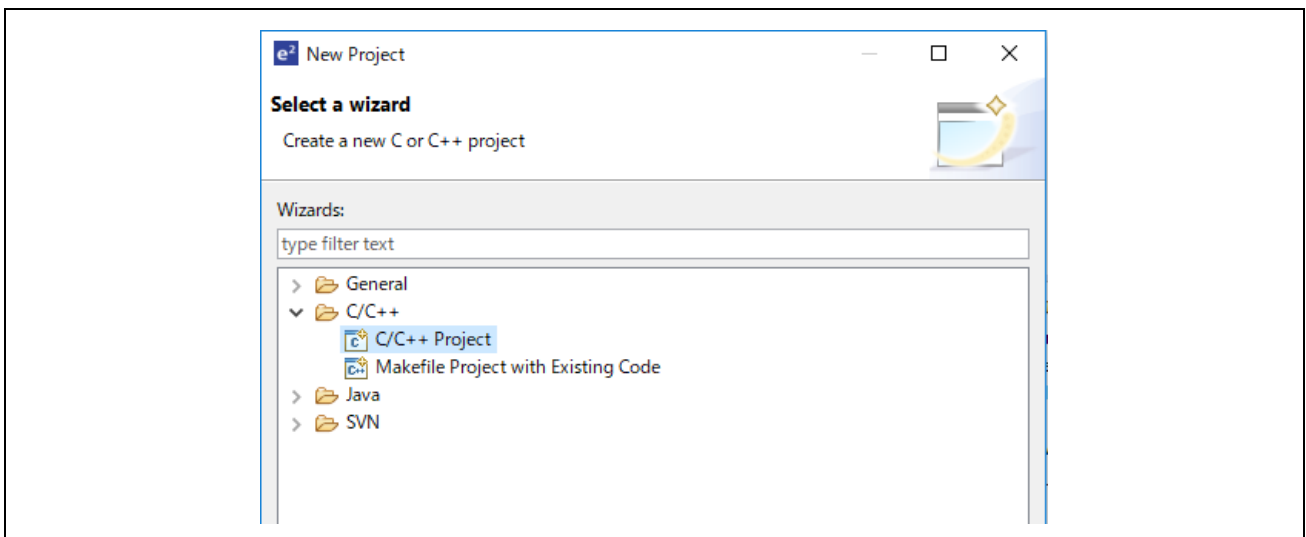 e² New Project
Select a wizard
Create a new C or C++ project
Wizards:
type filter text
General
C/C++
C/C++ Project
Makefile Project with Existing Code
Java
SVN